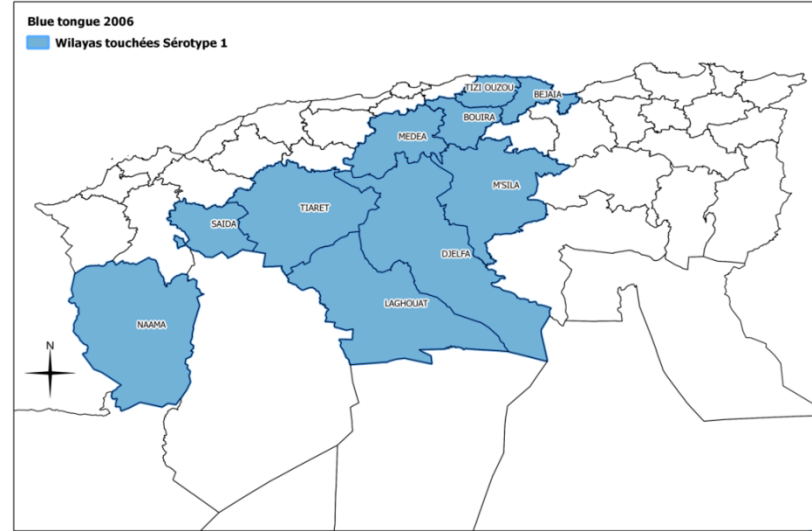 Blue tongue 2006
Wilayas touchées Sérotype 1
TIZI OUZOU
BEJAIA
BOUIRA
MEDEA
M'SILA
TIARET
SAIDA
DJELFA
LAGHOUAT
NAAMA
N